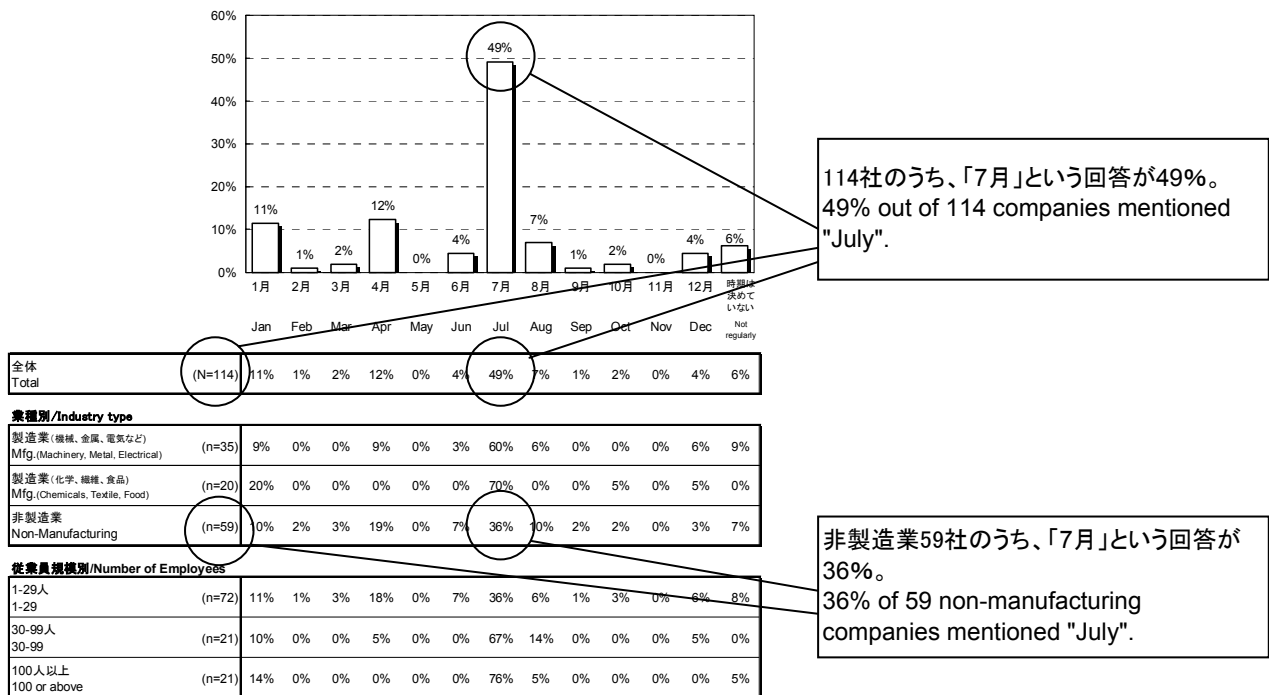 60%
50%
40%
30%
20%
10%
0%
11%
1%
2%
12%
0%
4%
49%
7%
1%
2%
0%
4%
6%
1月 2月 3月 4月 5月 6月 7月 8月 9月 10月 11月 12月 時期は
決めて
いない
Jan Feb Mar Apr May Jun Jul Aug Sep Oct Nov Dec Not
regularly
114社のうち、「7月」という回答が49%。
49% out of 114 companies mentioned
"July".
全体
Total (N=114) 11% 1% 2% 12% 0% 4% 49% 7% 1% 2% 0% 4% 6%
業種別/Industry type
製造業(機械、金属、電気など)
Mfg.(Machinery, Metal, Electrical) (n=35) 9% 0% 0% 9% 0% 3% 60% 6% 0% 0% 0% 6% 9%
製造業(化学、繊維、食品)
Mfg.(Chemicals, Textile, Food) (n=20) 20% 0% 0% 0% 0% 0% 70% 0% 0% 5% 0% 5% 0%
非製造業
Non-Manufacturing (n=59) 10% 2% 3% 19% 0% 7% 36% 10% 2% 2% 0% 3% 7%
非製造業59社のうち、「7月」という回答が
36%。
36% of 59 non-manufacturing
companies mentioned "July".
従業員規模別/Number of Employees
1-29人
1-29 (n=72) 11% 1% 3% 18% 0% 7% 36% 6% 1% 3% 0% 6% 8%
30-99人
30-99 (n=21) 10% 0% 0% 5% 0% 0% 67% 14% 0% 0% 0% 5% 0%
100人以上
100 or above (n=21) 14% 0% 0% 0% 0% 0% 76% 5% 0% 0% 0% 0% 5%